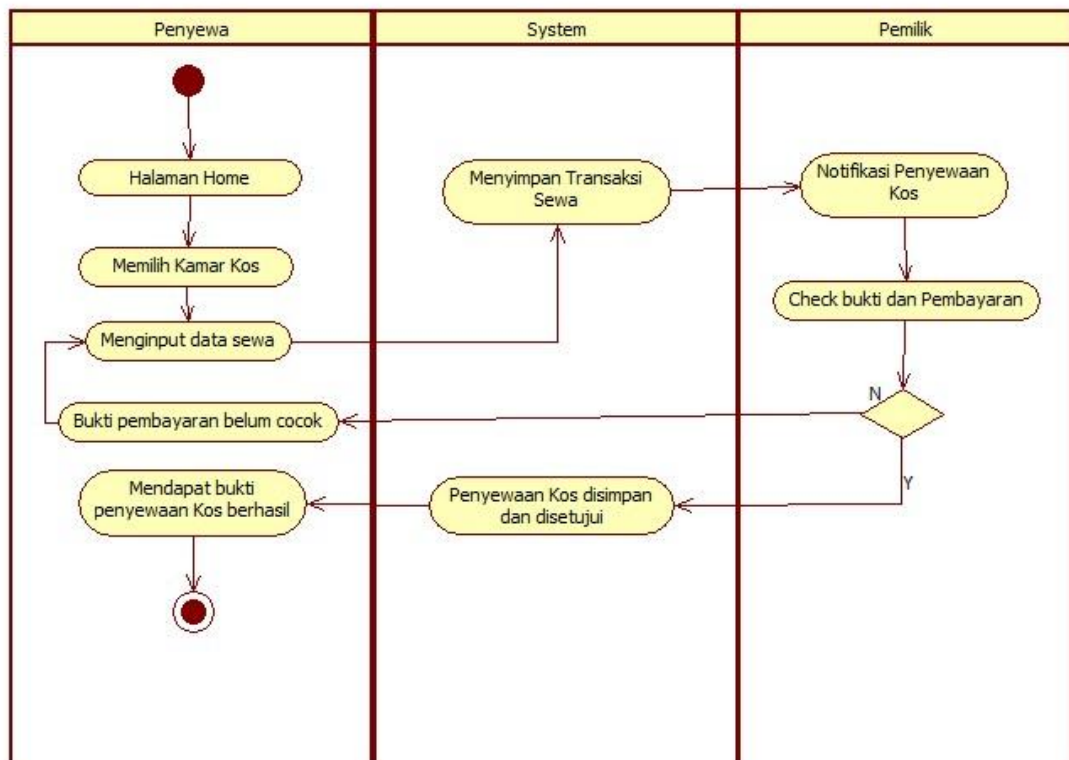 Penyewa
System
Pemilik
Halaman Home
Memilih Kamar Kos
Menginput data sewa
Menyimpan Transaksi
Sewa
Notifikasi Penyewaan
Kos
Check bukti dan Pembayaran
N
Bukti pembayaran belum cocok
Y
Penyewaan Kos disimpan
dan disetujui
Mendapat bukti
penyewaan Kos berhasil